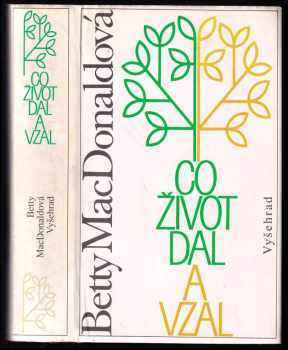 CO
ŽIVOT
DAL
A
VZAL
Betty
MacDonaldová
Vyšehrad
Betty MacDonaldová
CO
ŽIVOT
DAL
A
VZAL
Vyšehrad